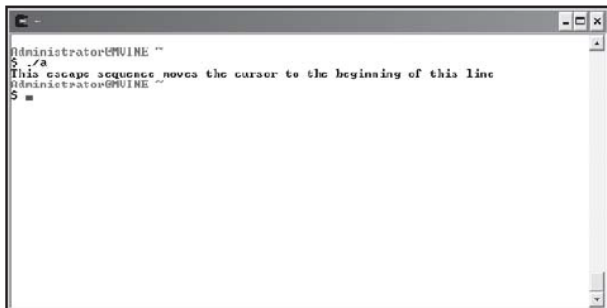 ~
Administrator@MVINE ~
$ ./a
This escape sequence moves the cursor to the beginning of this line
Administrator@MVINE ~
$